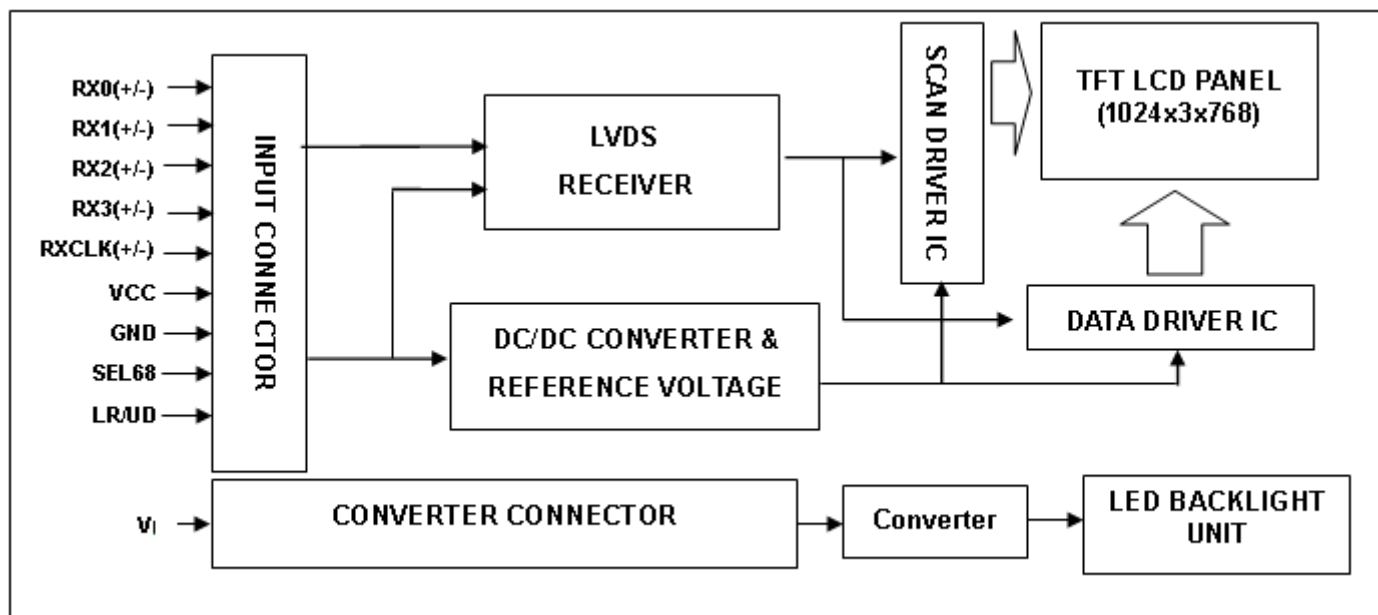 RX0(+/-)
RX1(+/-)
RX2(+/-)
RX3(+/-)
RXCLK(+/-)
VCC
GND
SEL68
LR/UD
INPUT CONNECTOR
LVDS
RECEIVER
DC/DC CONVERTER &
REFERENCE VOLTAGE
SCAN DRIVER IC
TFT LCD PANEL
(1024x3x768)
DATA DRIVER IC
VI
CONVERTER CONNECTOR
Converter
LED BACKLIGHT
UNIT